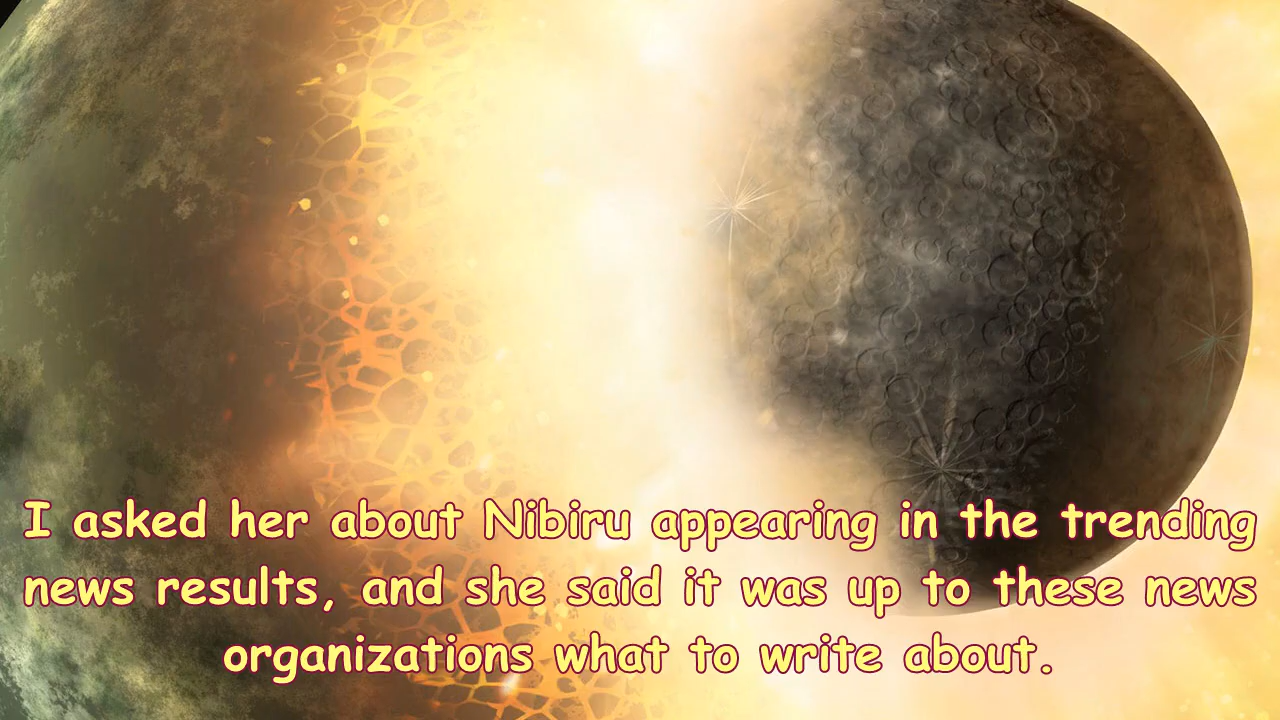 I asked her about Nibiru appearing in the trending
news results, and she said it was up to these news
organizations what to write about.